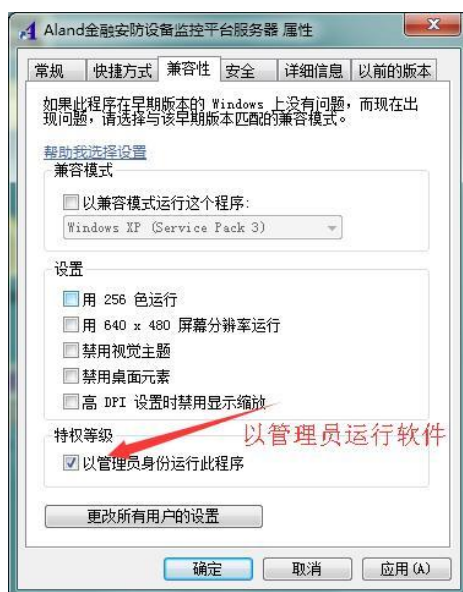 Aland金融安防设备监控平台服务器 属性
常规 快捷方式 兼容性 安全 详细信息 以前的版本
如果此程序在早期版本的 Windows 上没有问题，而现在出
现问题，请选择与该早期版本匹配的兼容模式。
帮助我选择设置
兼容模式
以兼容模式运行这个程序:
Windows XP (Service Pack 3)
设置
用 256 色运行
用 640 x 480 屏幕分辨率运行
禁用视觉主题
禁用桌面元素
高 DPI 设置时禁用显示缩放
特权等级
以管理员运行软件
以管理员身份运行此程序
更改所有用户的设置
确定 取消 应用(A)